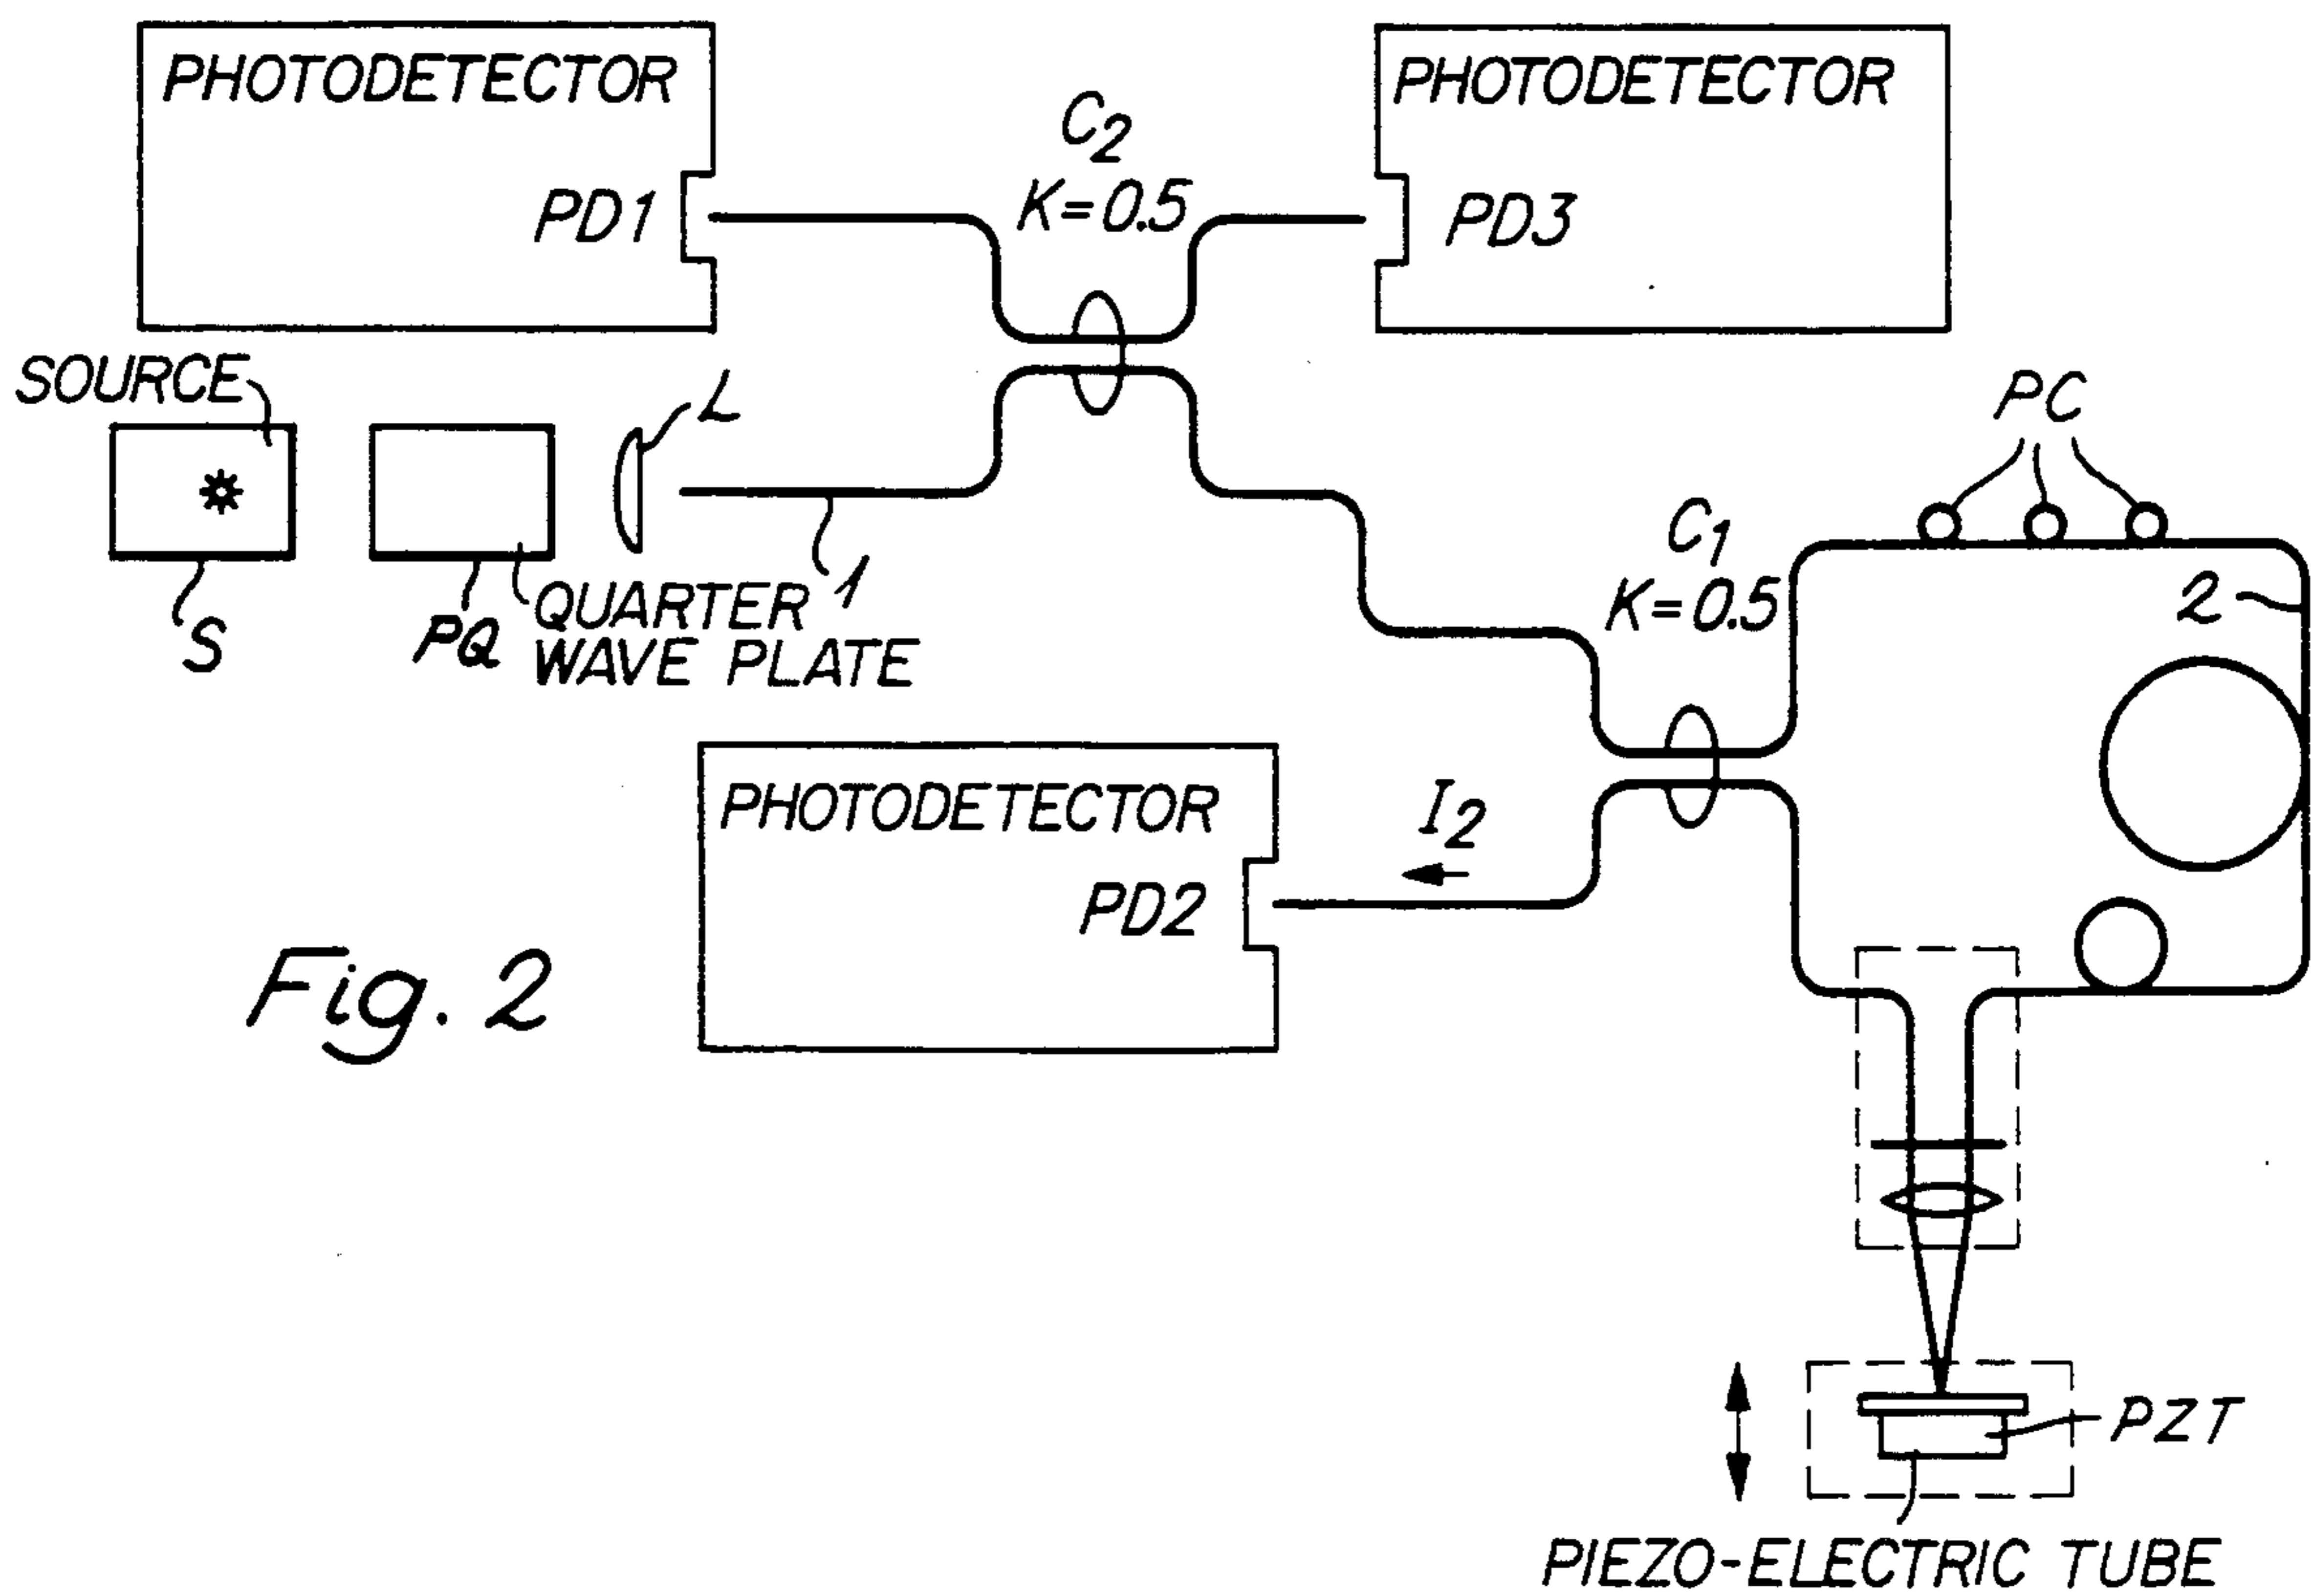 PHOTODETECTOR
PD1
C2
K=0.5
PHOTODETECTOR
PD3
SOURCE
S
PQ
QUARTER
WAVE PLATE
L
1
C1
K=0.5
PC
2
PHOTODETECTOR
PD2
I2
Fig. 2
PZT
PIEZO-ELECTRIC TUBE